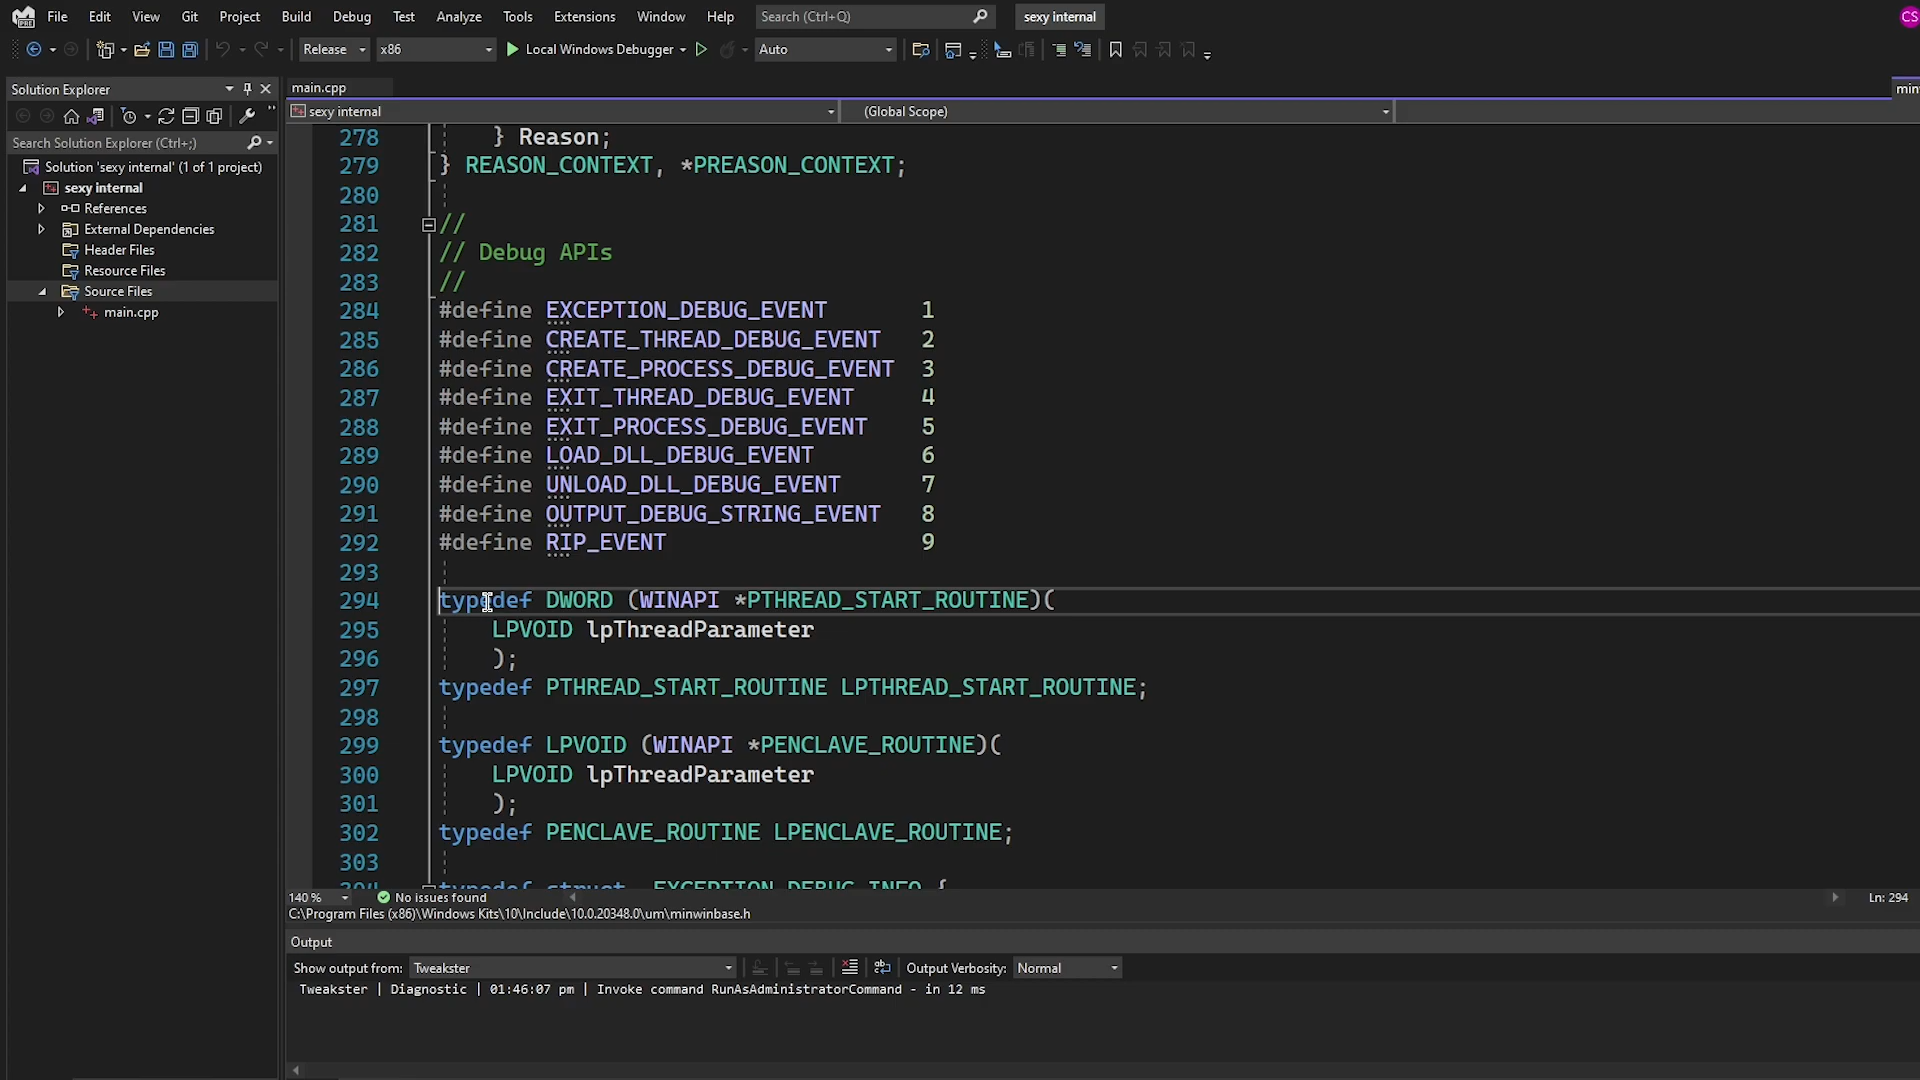 File Edit View Git Project Build Debug Test Analyze Tools Extensions Window Help Search (Ctrl+Q) sexy internal CS
Release x86 Local Windows Debugger Auto
Solution Explorer
Search Solution Explorer (Ctrl+;)
Solution 'sexy internal' (1 of 1 project)
sexy internal
References
External Dependencies
Header Files
Resource Files
Source Files
main.cpp
main.cpp
sexy internal (Global Scope)
278 } Reason;
279 } REASON_CONTEXT, *PREASON_CONTEXT;
280
281 //
282 // Debug APIs
283 //
284 #define EXCEPTION_DEBUG_EVENT 1
285 #define CREATE_THREAD_DEBUG_EVENT 2
286 #define CREATE_PROCESS_DEBUG_EVENT 3
287 #define EXIT_THREAD_DEBUG_EVENT 4
288 #define EXIT_PROCESS_DEBUG_EVENT 5
289 #define LOAD_DLL_DEBUG_EVENT 6
290 #define UNLOAD_DLL_DEBUG_EVENT 7
291 #define OUTPUT_DEBUG_STRING_EVENT 8
292 #define RIP_EVENT 9
293
294 typedef DWORD (WINAPI *PTHREAD_START_ROUTINE)(
295 LPVOID lpThreadParameter
296 );
297 typedef PTHREAD_START_ROUTINE LPTHREAD_START_ROUTINE;
298
299 typedef LPVOID (WINAPI *PENCLAVE_ROUTINE)(
300 LPVOID lpThreadParameter
301 );
302 typedef PENCLAVE_ROUTINE LPENCLAVE_ROUTINE;
303
304 typedef struct _EXCEPTION_DEBUG_INFO {
140 % No issues found Ln: 294
C:\Program Files (x86)\Windows Kits\10\Include\10.0.20348.0\um\minwinbase.h
Output
Show output from: Tweakster Output Verbosity: Normal
Tweakster | Diagnostic | 01:46:07 pm | Invoke command RunAsAdministratorCommand - in 12 ms